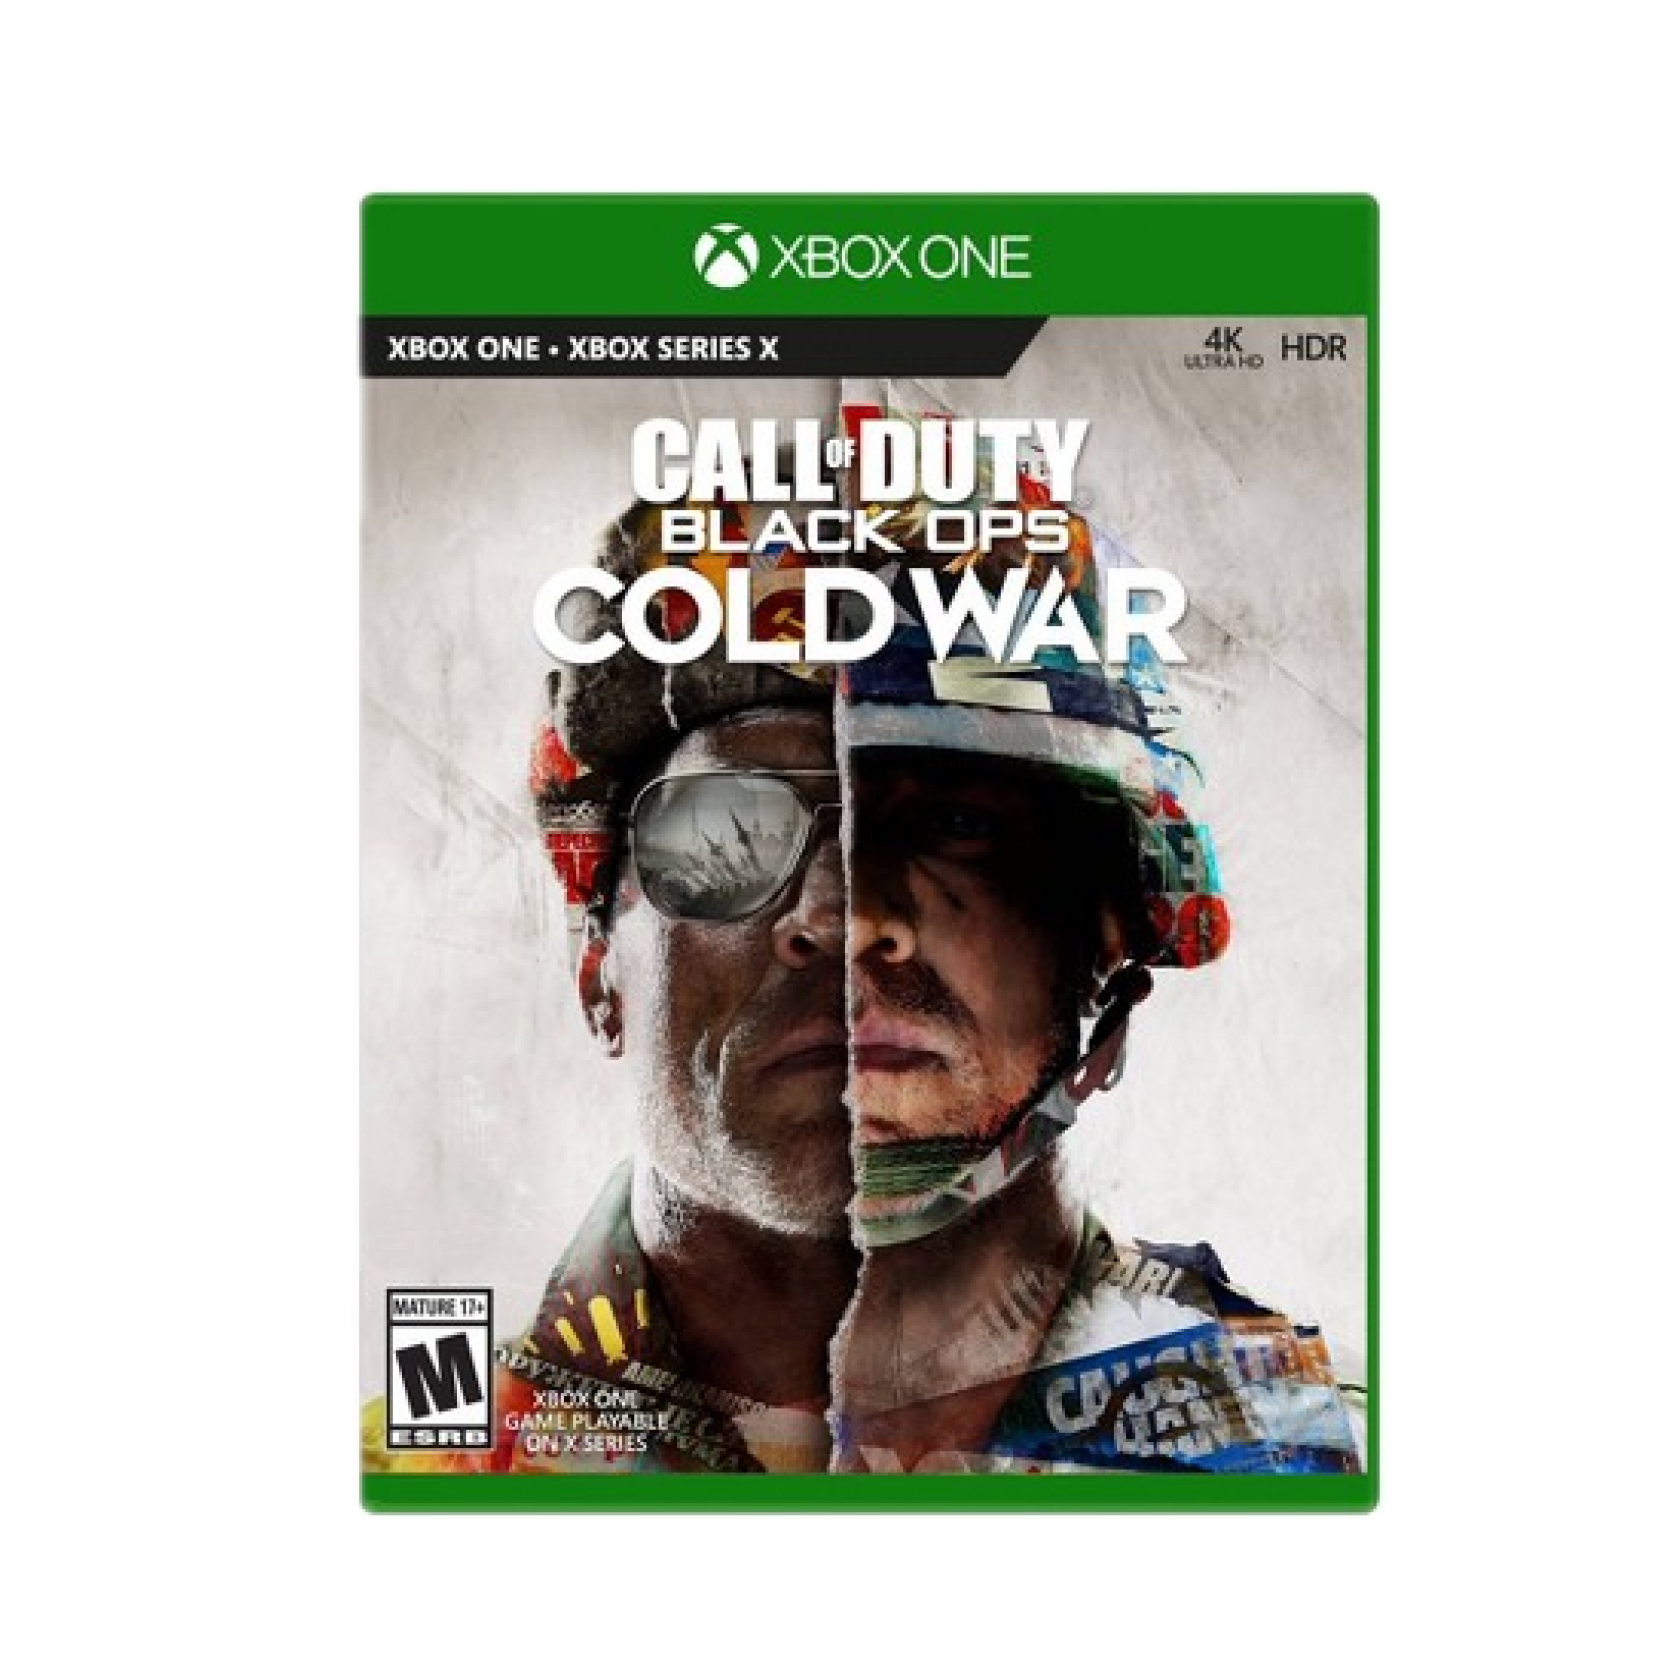 XBOX ONE
XBOX ONE • XBOX SERIES X
4K
ULTRA HD
HDR
CALL OF DUTY
BLACK OPS
COLD WAR
MATURE 17+
M
ESRB
XBOX ONE
GAME PLAYABLE
ON X SERIES